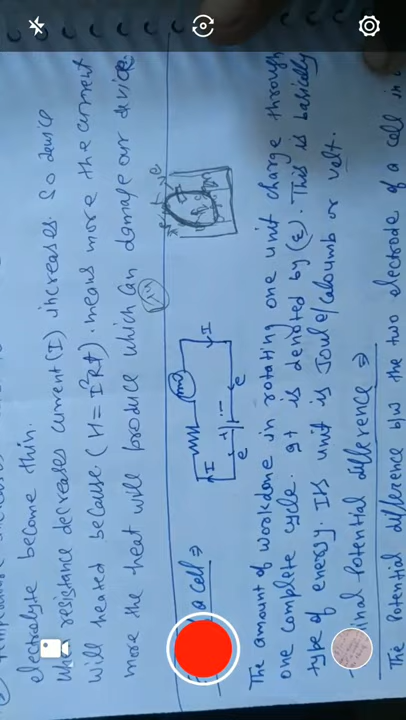 temperature
electrolyte become thin.
when resistance decreases current (I) increases. So device
will heated because (H = I²Rt). means more the current
more the heat will produce which can damage our device.
a cell ⇒
I
I
e
e
The amount of workdone in rotating one unit charge through
one complete cycle. It is denoted by (ε). This is basically
type of energy. Its unit is Joule/Caloumb or volt.
inal potential difference ⇒
The Potential difference b/w the two electrode of a cell in